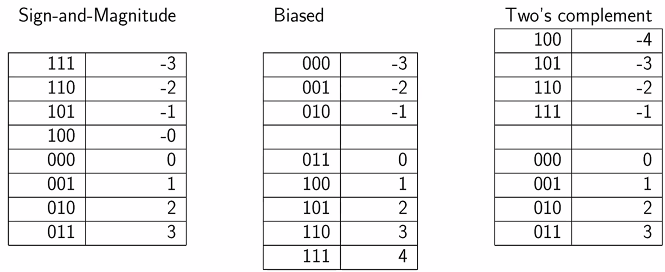 Sign-and-Magnitude Biased Two's complement
100 -4
111 -3 000 -3 101 -3
110 -2 001 -2 110 -2
101 -1 010 -1 111 -1
100 -0
000 0 011 0 000 0
001 1 100 1 001 1
010 2 101 2 010 2
011 3 110 3 011 3
111 4